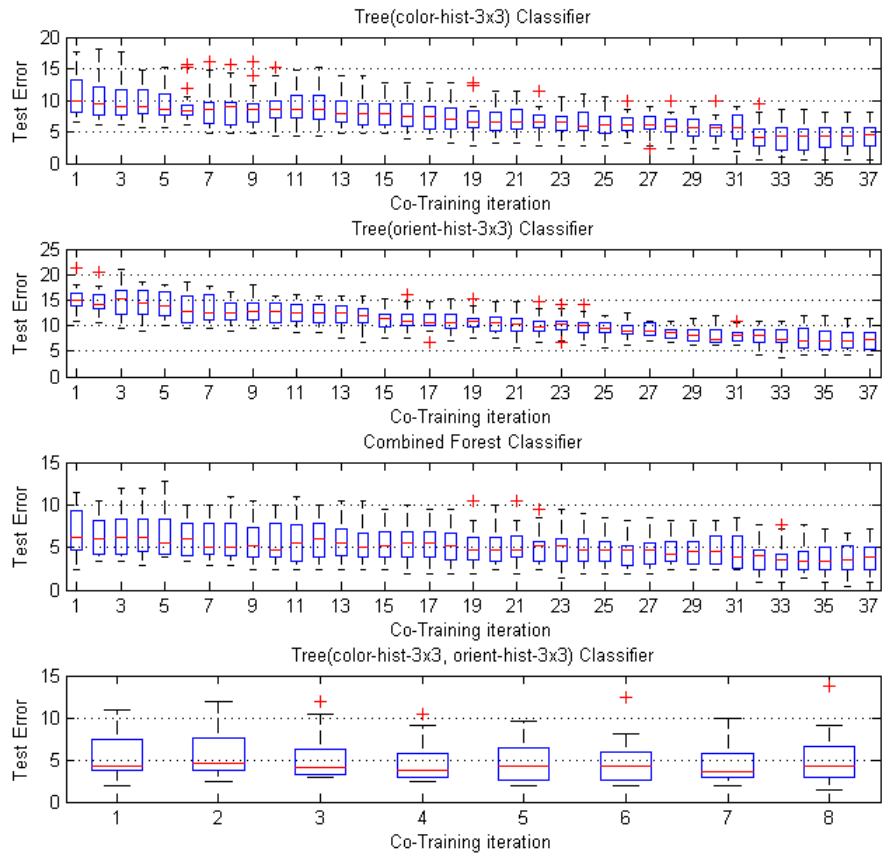 Tree(color-hist-3x3) Classifier
20
15
10
5
0
Test Error
1 3 5 7 9 11 13 15 17 19 21 23 25 27 29 31 33 35 37
Co-Training iteration
Tree(orient-hist-3x3) Classifier
25
20
15
10
5
0
Test Error
1 3 5 7 9 11 13 15 17 19 21 23 25 27 29 31 33 35 37
Co-Training iteration
Combined Forest Classifier
15
10
5
0
Test Error
1 3 5 7 9 11 13 15 17 19 21 23 25 27 29 31 33 35 37
Co-Training iteration
Tree(color-hist-3x3, orient-hist-3x3) Classifier
15
10
5
0
Test Error
1 2 3 4 5 6 7 8
Co-Training iteration